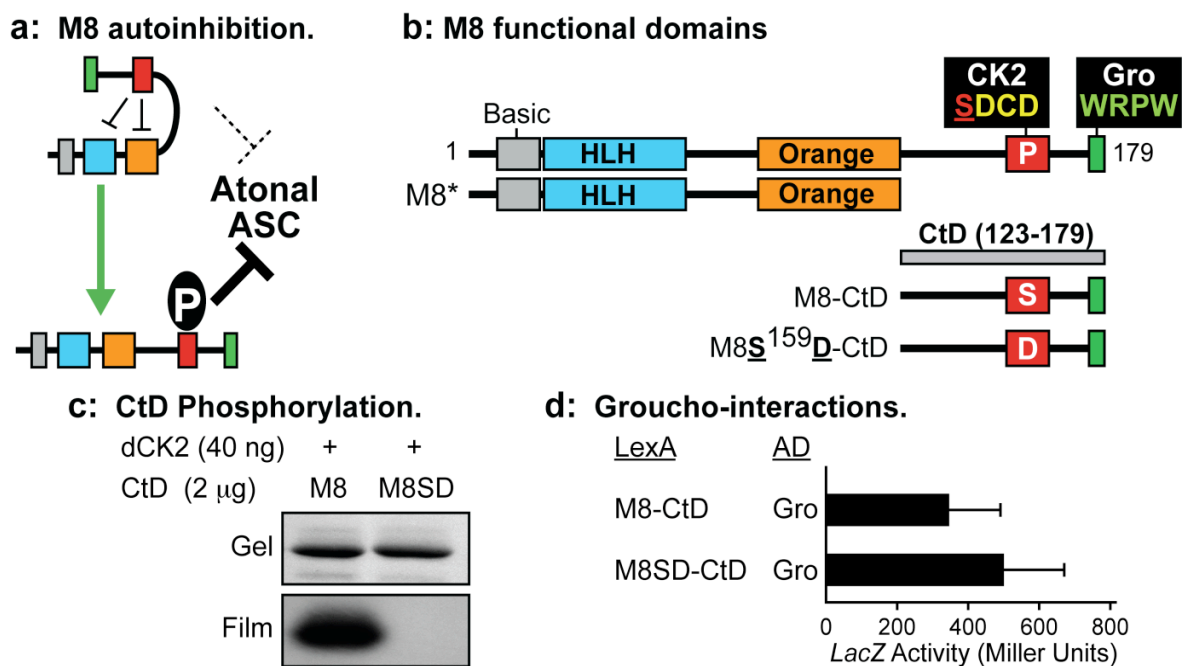 a: M8 autoinhibition.
Atonal
ASC
P
b: M8 functional domains
CK2
SDCD
Gro
WRPW
Basic
1 HLH Orange P 179
M8* HLH Orange
CtD (123-179)
M8-CtD S
M8S¹⁵⁹D-CtD D
c: CtD Phosphorylation.
dCK2 (40 ng) + +
CtD (2 μg) M8 M8SD
Gel
Film
d: Groucho-interactions.
LexA AD
M8-CtD Gro
M8SD-CtD Gro
0 200 400 600 800
LacZ Activity (Miller Units)